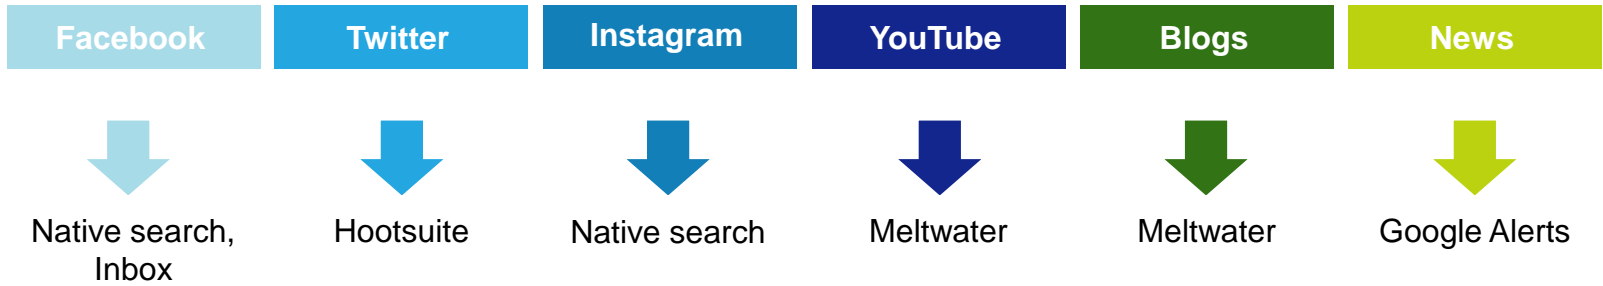 Facebook
Twitter
Instagram
YouTube
Blogs
News
Native search,
Inbox
Hootsuite
Native search
Meltwater
Meltwater
Google Alerts